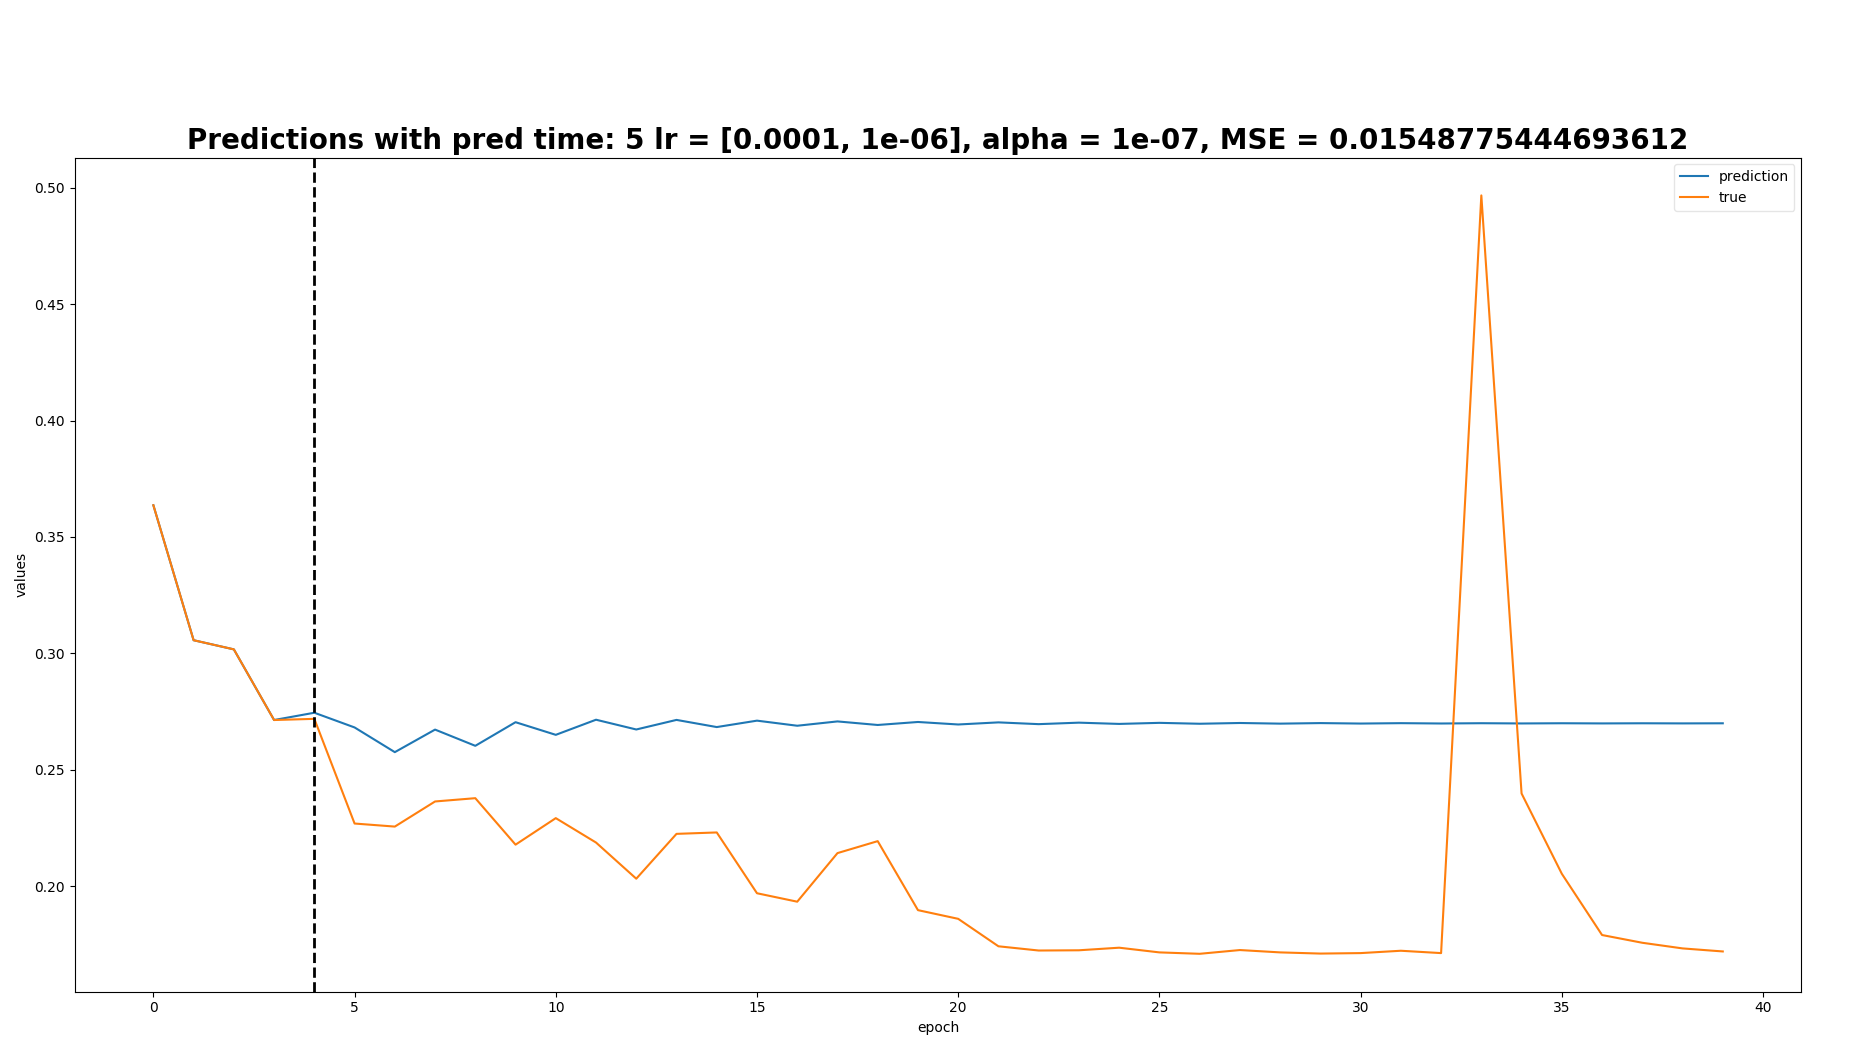 Predictions with pred time: 5 lr = [0.0001, 1e-06], alpha = 1e-07, MSE = 0.01548775444693612
prediction
true
0.50
0.45
0.40
0.35
0.30
0.25
0.20
values
0 5 10 15 20 25 30 35 40
epoch